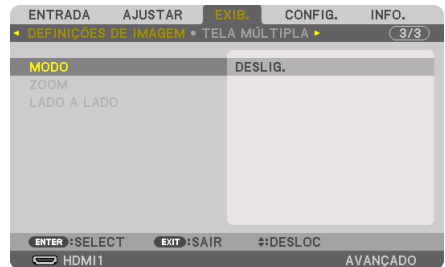 ENTRADA AJUSTAR EXIB. CONFIG. INFO.
DEFINIÇÕES DE IMAGEM • TELA MÚLTIPLA 3/3
MODO DESLIG.
ZOOM
LADO A LADO
ENTER :SELECT EXIT :SAIR :DESLOC
HDMI1 AVANÇADO